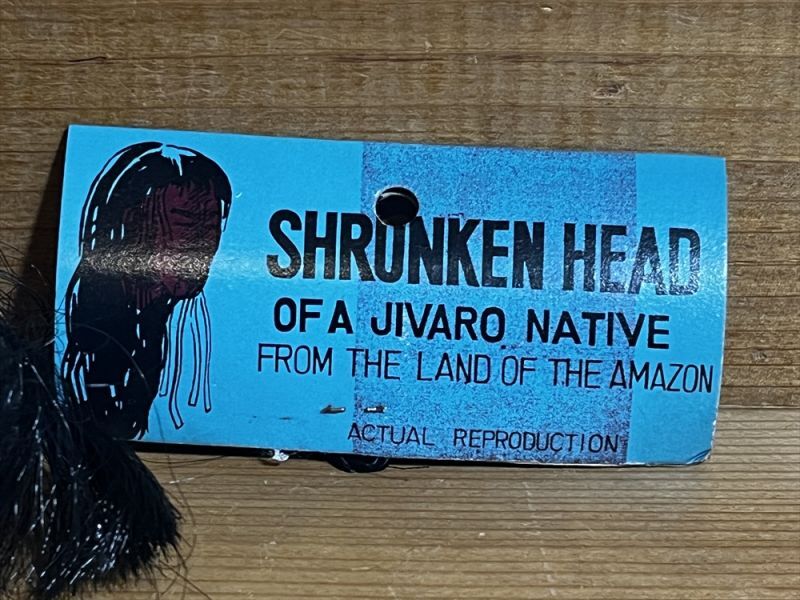 SHRUNKEN HEAD
OF A JIVARO NATIVE
FROM THE LAND OF THE AMAZON
ACTUAL REPRODUCTION